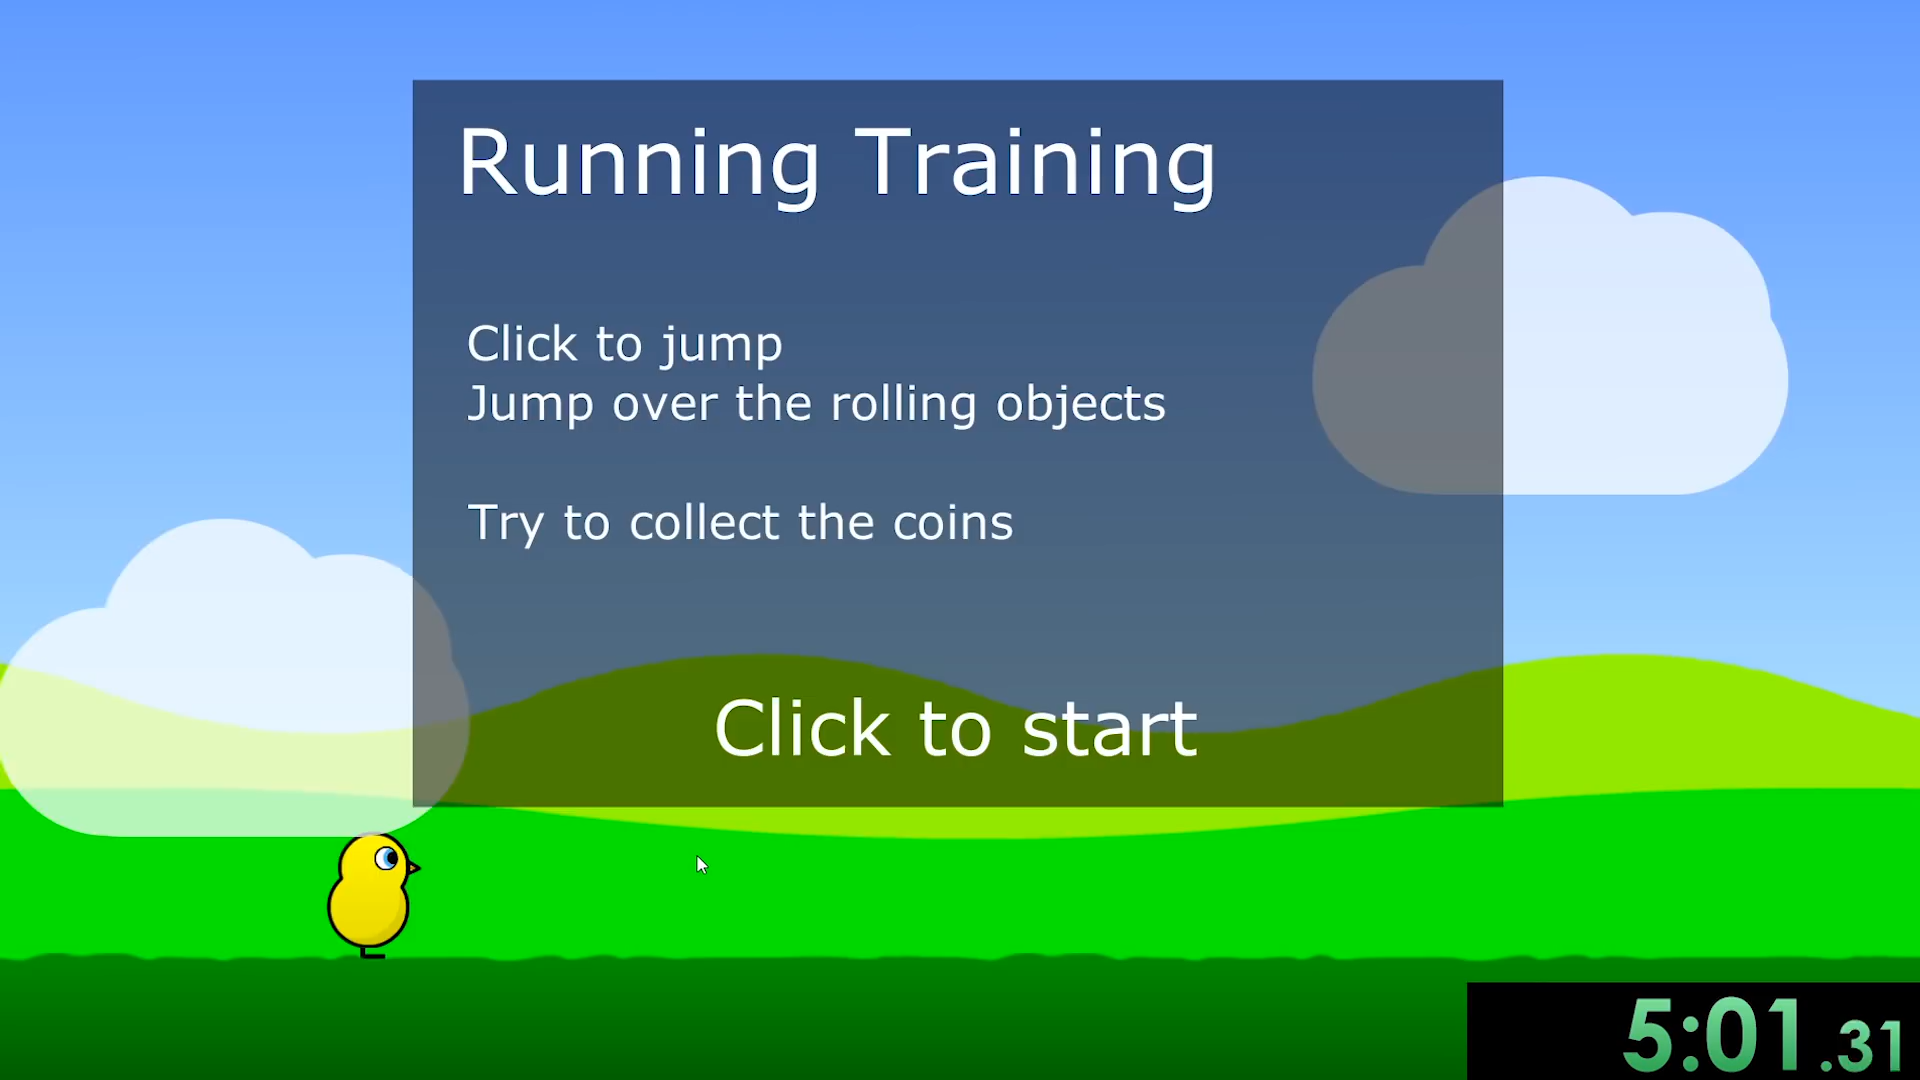 Running Training
Click to jump
Jump over the rolling objects
Try to collect the coins
Click to start
5:01.31